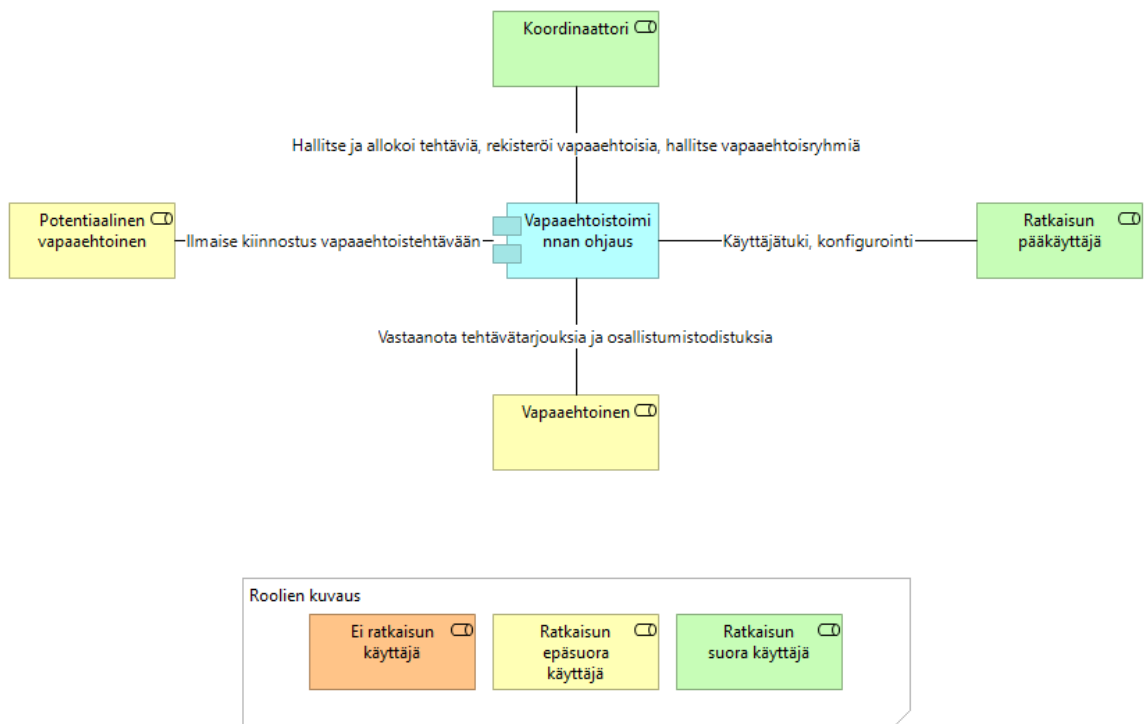 Koordinaattori
Hallitse ja allokoi tehtäviä, rekisteröi vapaaehtoisia, hallitse vapaaehtoisryhmiä
Potentiaalinen
vapaaehtoinen
Ilmaise kiinnostus vapaaehtoistehtävään
Vapaaehtoistoimi
nnan ohjaus
Käyttäjätuki, konfigurointi
Ratkaisun
pääkäyttäjä
Vastaanota tehtävätarjouksia ja osallistumistodistuksia
Vapaaehtoinen
Roolien kuvaus
Ei ratkaisun
käyttäjä
Ratkaisun
epäsuora
käyttäjä
Ratkaisun
suora käyttäjä